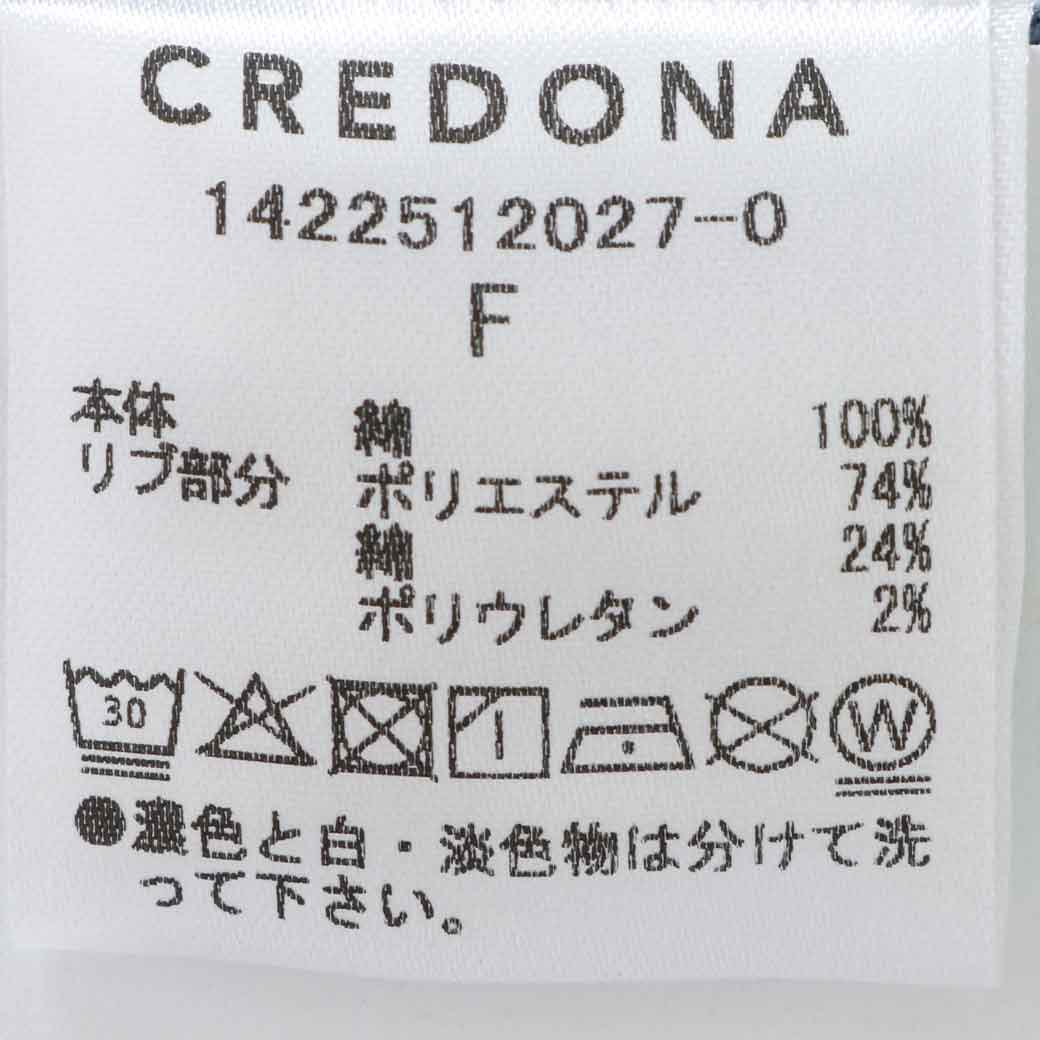 CREDONA
1422512027-0
F
本体 綿 100%
リブ部分 ポリエステル 74%
綿 24%
ポリウレタン 2%
30 W
●濃色と白・淡色物は分けて洗
って下さい。